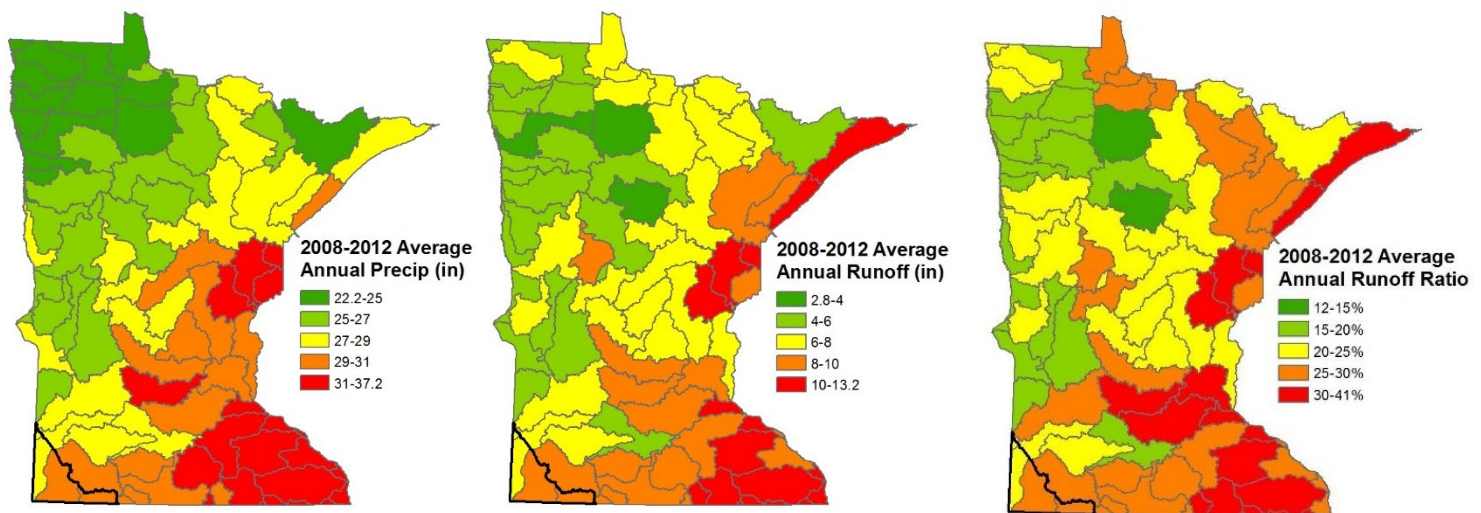 2008-2012 Average
Annual Precip (in)
22.2-25
25-27
27-29
29-31
31-37.2
2008-2012 Average
Annual Runoff (in)
2.8-4
4-6
6-8
8-10
10-13.2
2008-2012 Average
Annual Runoff Ratio
12-15%
15-20%
20-25%
25-30%
30-41%